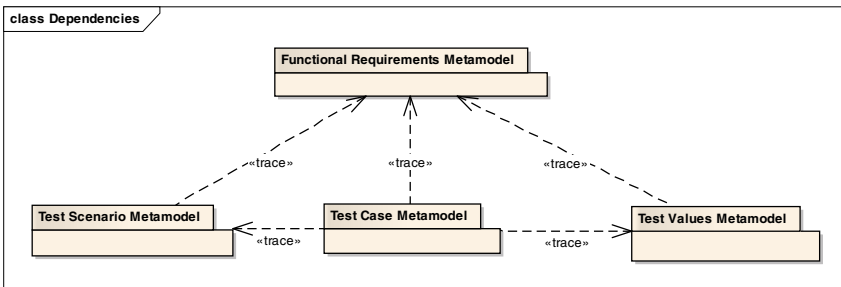 class Dependencies
Functional Requirements Metamodel
«trace»
«trace»
«trace»
Test Scenario Metamodel
Test Case Metamodel
Test Values Metamodel
«trace»
«trace»